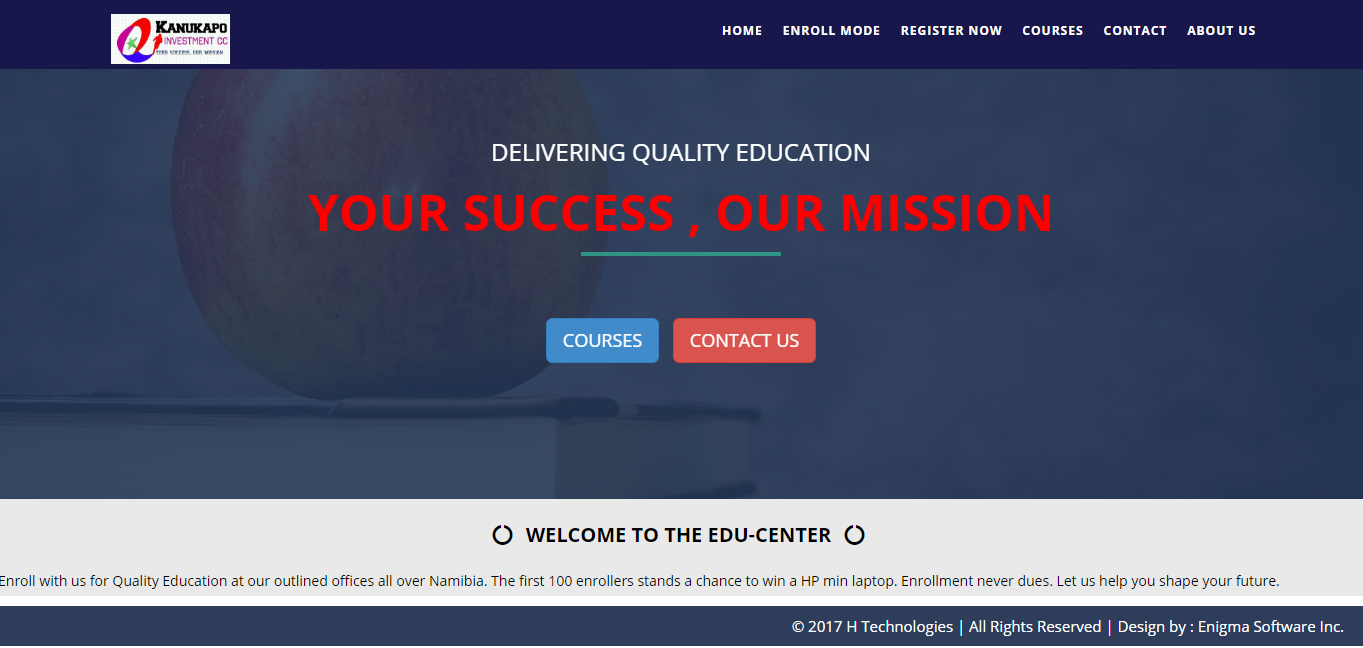 KANUKAPO
INVESTMENT CC
YOUR SUCCESS, OUR MISSION
HOME ENROLL MODE REGISTER NOW COURSES CONTACT ABOUT US
DELIVERING QUALITY EDUCATION
YOUR SUCCESS , OUR MISSION
COURSES CONTACT US
WELCOME TO THE EDU-CENTER
Enroll with us for Quality Education at our outlined offices all over Namibia. The first 100 enrollers stands a chance to win a HP min laptop. Enrollment never dues. Let us help you shape your future.
© 2017 H Technologies | All Rights Reserved | Design by : Enigma Software Inc.